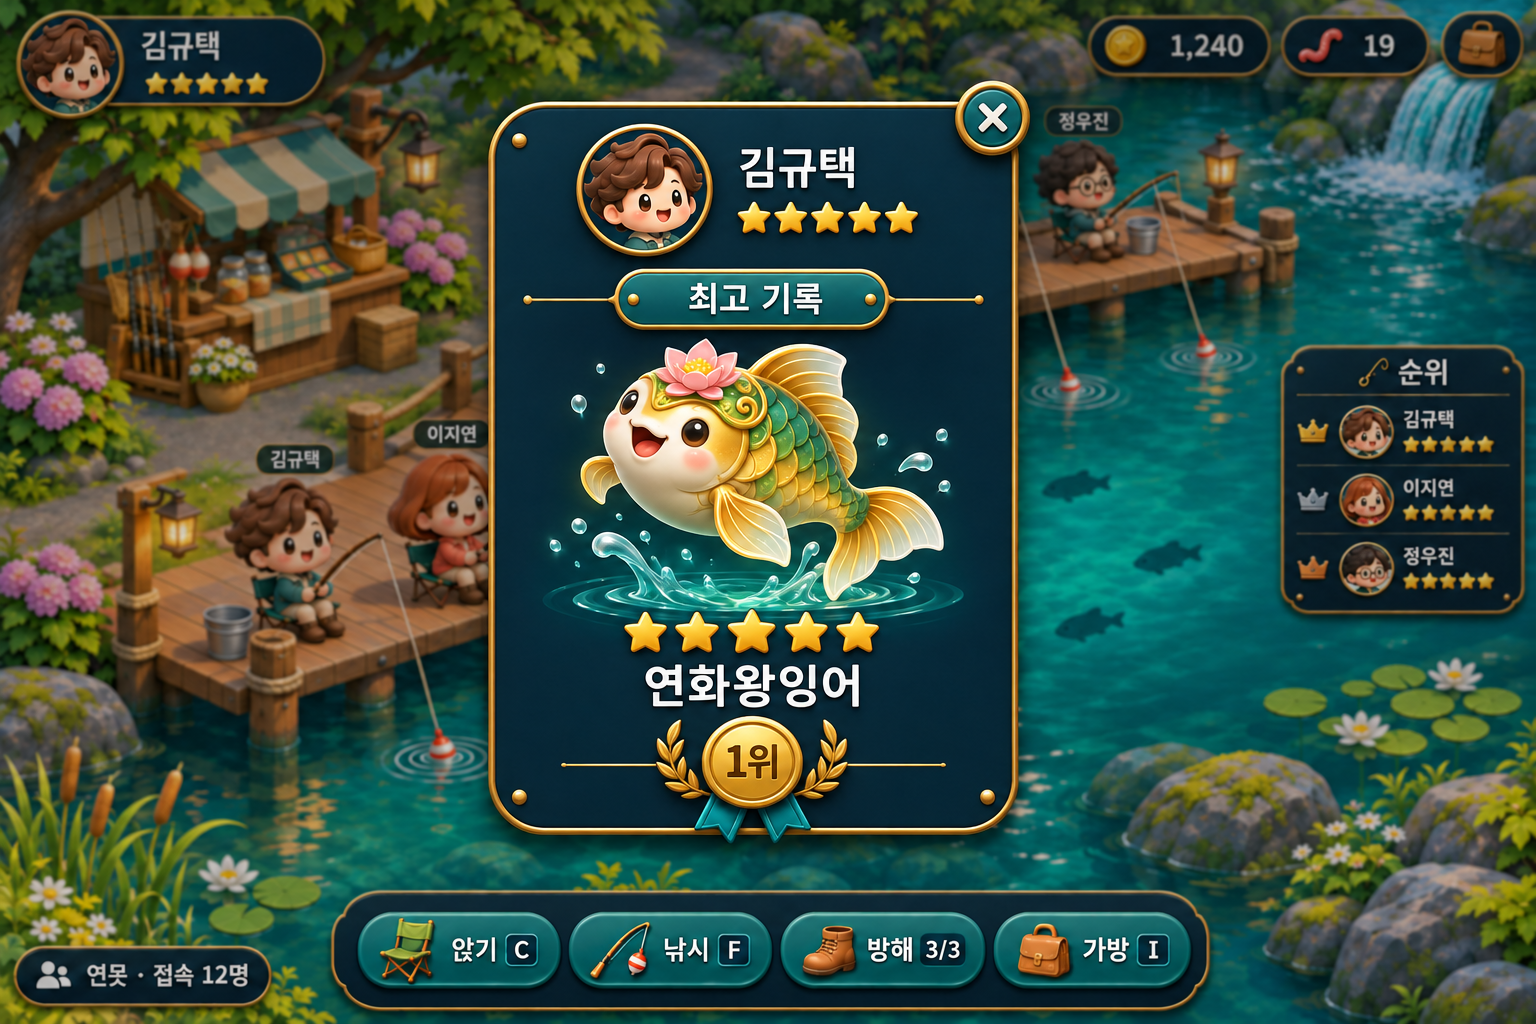 김규택
1,240
19
정우진
김규택
최고 기록
순위
김규택
이지연
정우진
이지연
김규택
연화왕잉어
1위
앉기 C
낚시 F
방해 3/3
가방 I
연못 · 접속 12명